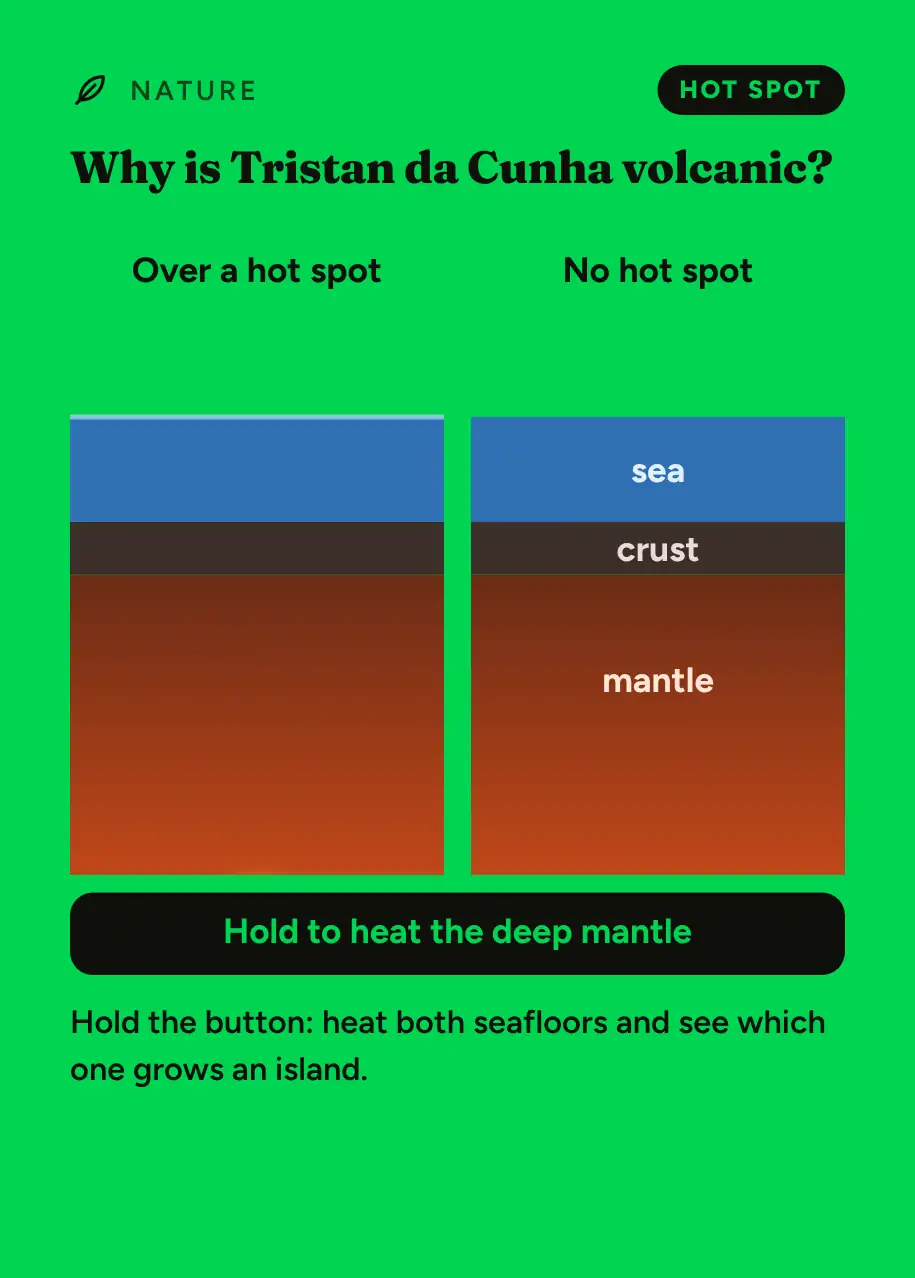 NATURE
HOT SPOT
Why is Tristan da Cunha volcanic?
Over a hot spot
No hot spot
sea
crust
mantle
Hold to heat the deep mantle
Hold the button: heat both seafloors and see which
one grows an island.